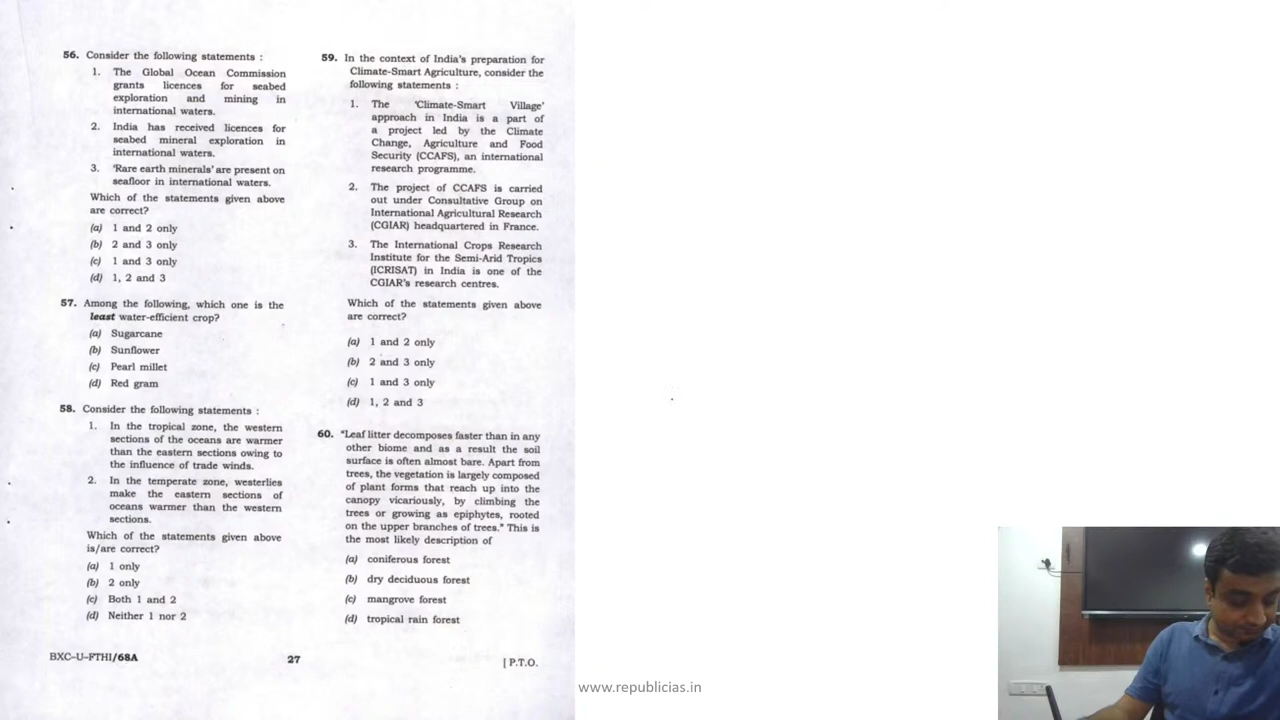 56. Consider the following statements :
1. The Global Ocean Commission
grants licences for seabed
exploration and mining in
international waters.
2. India has received licences for
seabed mineral exploration in
international waters.
3. ‘Rare earth minerals’ are present on
seafloor in international waters.
Which of the statements given above
are correct?
(a) 1 and 2 only
(b) 2 and 3 only
(c) 1 and 3 only
(d) 1, 2 and 3
57. Among the following, which one is the
least water-efficient crop?
(a) Sugarcane
(b) Sunflower
(c) Pearl millet
(d) Red gram
58. Consider the following statements :
1. In the tropical zone, the western
sections of the oceans are warmer
than the eastern sections owing to
the influence of trade winds.
2. In the temperate zone, westerlies
make the eastern sections of
oceans warmer than the western
sections.
Which of the statements given above
is/are correct?
(a) 1 only
(b) 2 only
(c) Both 1 and 2
(d) Neither 1 nor 2
59. In the context of India's preparation for
Climate-Smart Agriculture, consider the
following statements :
1. The ‘Climate-Smart Village’
approach in India is a part of
a project led by the Climate
Change, Agriculture and Food
Security (CCAFS), an international
research programme.
2. The project of CCAFS is carried
out under Consultative Group on
International Agricultural Research
(CGIAR) headquartered in France.
3. The International Crops Research
Institute for the Semi-Arid Tropics
(ICRISAT) in India is one of the
CGIAR's research centres.
Which of the statements given above
are correct?
(a) 1 and 2 only
(b) 2 and 3 only
(c) 1 and 3 only
(d) 1, 2 and 3
60. “Leaf litter decomposes faster than in any
other biome and as a result the soil
surface is often almost bare. Apart from
trees, the vegetation is largely composed
of plant forms that reach up into the
canopy vicariously, by climbing the
trees or growing as epiphytes, rooted
on the upper branches of trees.” This is
the most likely description of
(a) coniferous forest
(b) dry deciduous forest
(c) mangrove forest
(d) tropical rain forest
BXC–U–FTHI/68A
27
[ P.T.O.
www.republicias.in